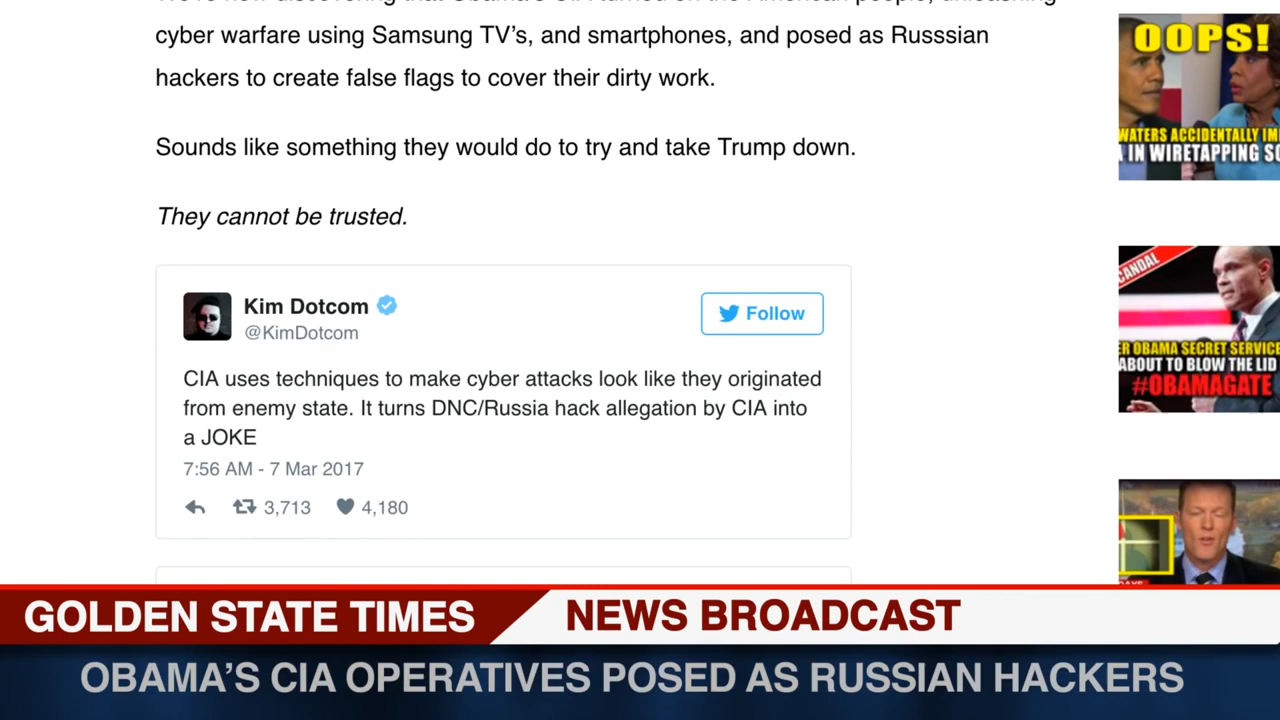 cyber warfare using Samsung TV's, and smartphones, and posed as Russsian
hackers to create false flags to cover their dirty work.
Sounds like something they would do to try and take Trump down.
They cannot be trusted.
Kim Dotcom
@KimDotcom
Follow
CIA uses techniques to make cyber attacks look like they originated
from enemy state. It turns DNC/Russia hack allegation by CIA into
a JOKE
7:56 AM - 7 Mar 2017
3,713 4,180
OOPS!
WATERS ACCIDENTALLY IM
IN WIRETAPPING SC
CANDAL
ER OBAMA SECRET SERVICE
ABOUT TO BLOW THE LID
#OBAMAGATE
GOLDEN STATE TIMES
NEWS BROADCAST
OBAMA'S CIA OPERATIVES POSED AS RUSSIAN HACKERS